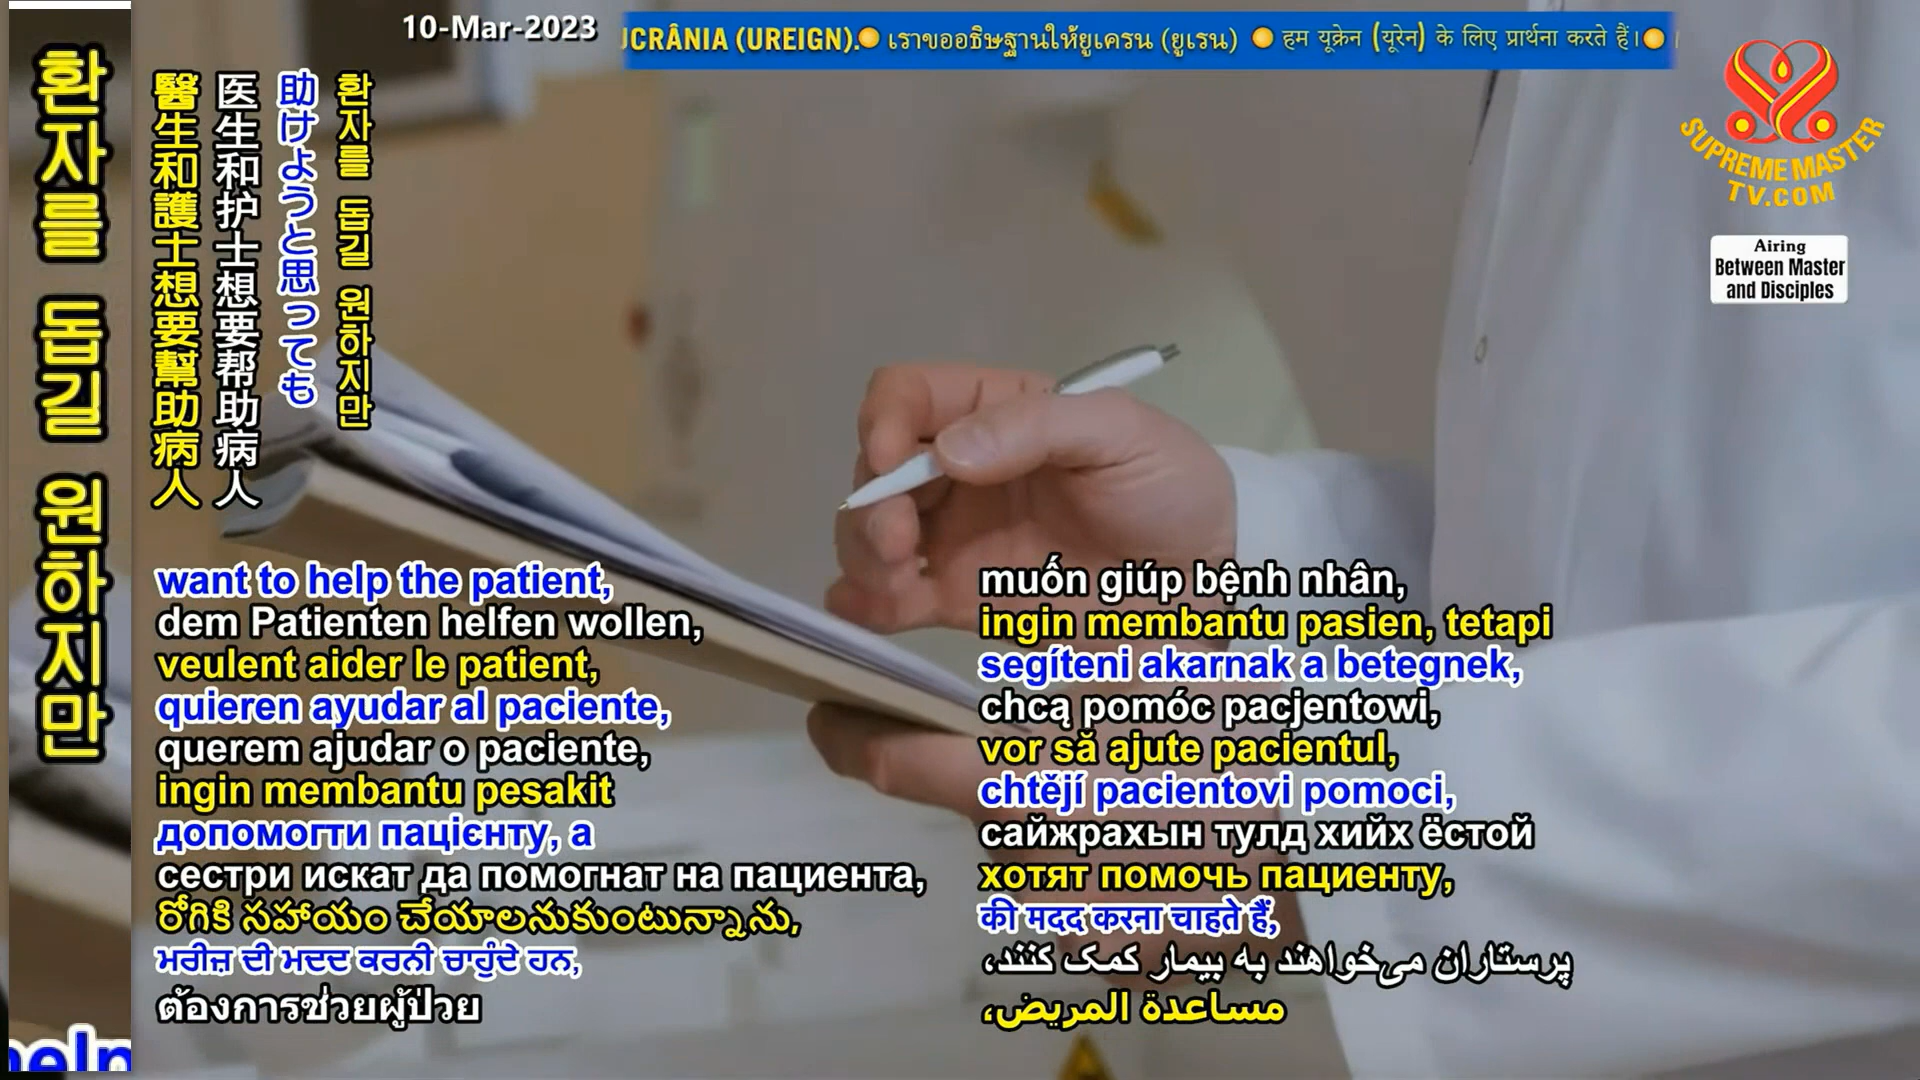 10-Mar-2023
UCRÂNIA (UREIGN).
เราขออธิษฐานให้ยูเครน (ยูเรน)
हम यूक्रेन (यूरेन) के लिए प्रार्थना करते हैं।
SUPREME MASTER
TV.COM
Airing
Between Master
and Disciples
환자를 돕길 원하지만
醫生和護士想要幫助病人
医生和护士想要帮助病人
助けようと思っても
환자를 돕길 원하지만
want to help the patient,
dem Patienten helfen wollen,
veulent aider le patient,
quieren ayudar al paciente,
querem ajudar o paciente,
ingin membantu pesakit
допомогти пацієнту, а
сестри искат да помогнат на пациента,
రోగికి సహాయం చేయాలనుకుంటున్నాను,
ਮਰੀਜ਼ ਦੀ ਮਦਦ ਕਰਨੀ ਚਾਹੁੰਦੇ ਹਨ,
ต้องการช่วยผู้ป่วย
muốn giúp bệnh nhân,
ingin membantu pasien, tetapi
segíteni akarnak a betegnek,
chcą pomóc pacjentowi,
vor să ajute pacientul,
chtějí pacientovi pomoci,
сайжрахын тулд хийх ёстой
хотят помочь пациенту,
की मदद करना चाहते हैं,
پرستاران می‌خواهند به بیمار کمک کنند،
مساعدة المريض،
help